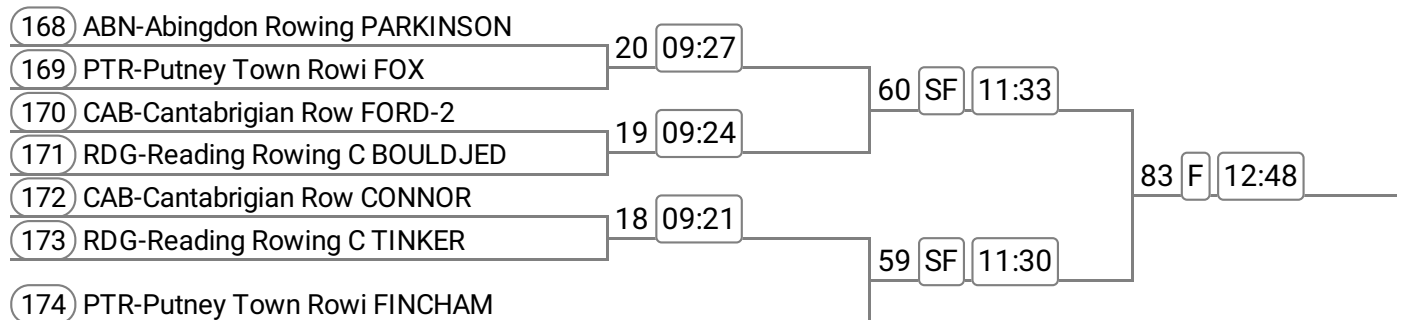 168 ABN-Abingdon Rowing PARKINSON
20 09:27
169 PTR-Putney Town Rowi FOX
60 SF 11:33
170 CAB-Cantabrigian Row FORD-2
19 09:24
171 RDG-Reading Rowing C BOULDJED
83 F 12:48
172 CAB-Cantabrigian Row CONNOR
18 09:21
173 RDG-Reading Rowing C TINKER
59 SF 11:30
174 PTR-Putney Town Rowi FINCHAM